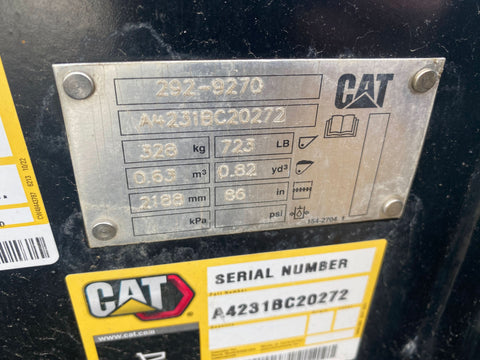 292-9270
CAT
A4231BC20272
328 kg 723 LB
0.63 m³ 0.82 yd³
2188 mm 86 in
kPa psi
154-2704 1
CAT
www.cat.com
SERIAL NUMBER
A4231BC20272